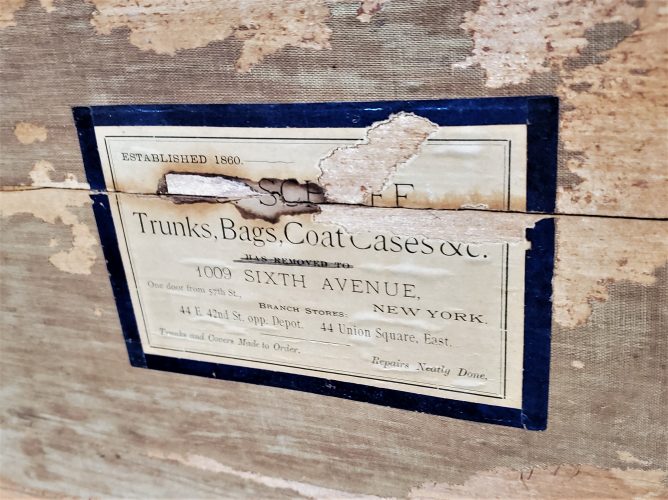 ESTABLISHED 1860.
Trunks, Bags, Coat Cases &c.
HAS REMOVED TO
1009 SIXTH AVENUE,
One door from 57th St., NEW YORK.
BRANCH STORES:
44 E. 42nd St. opp. Depot. 44 Union Square, East.
Trunks and Covers Made to Order. Repairs Neatly Done.